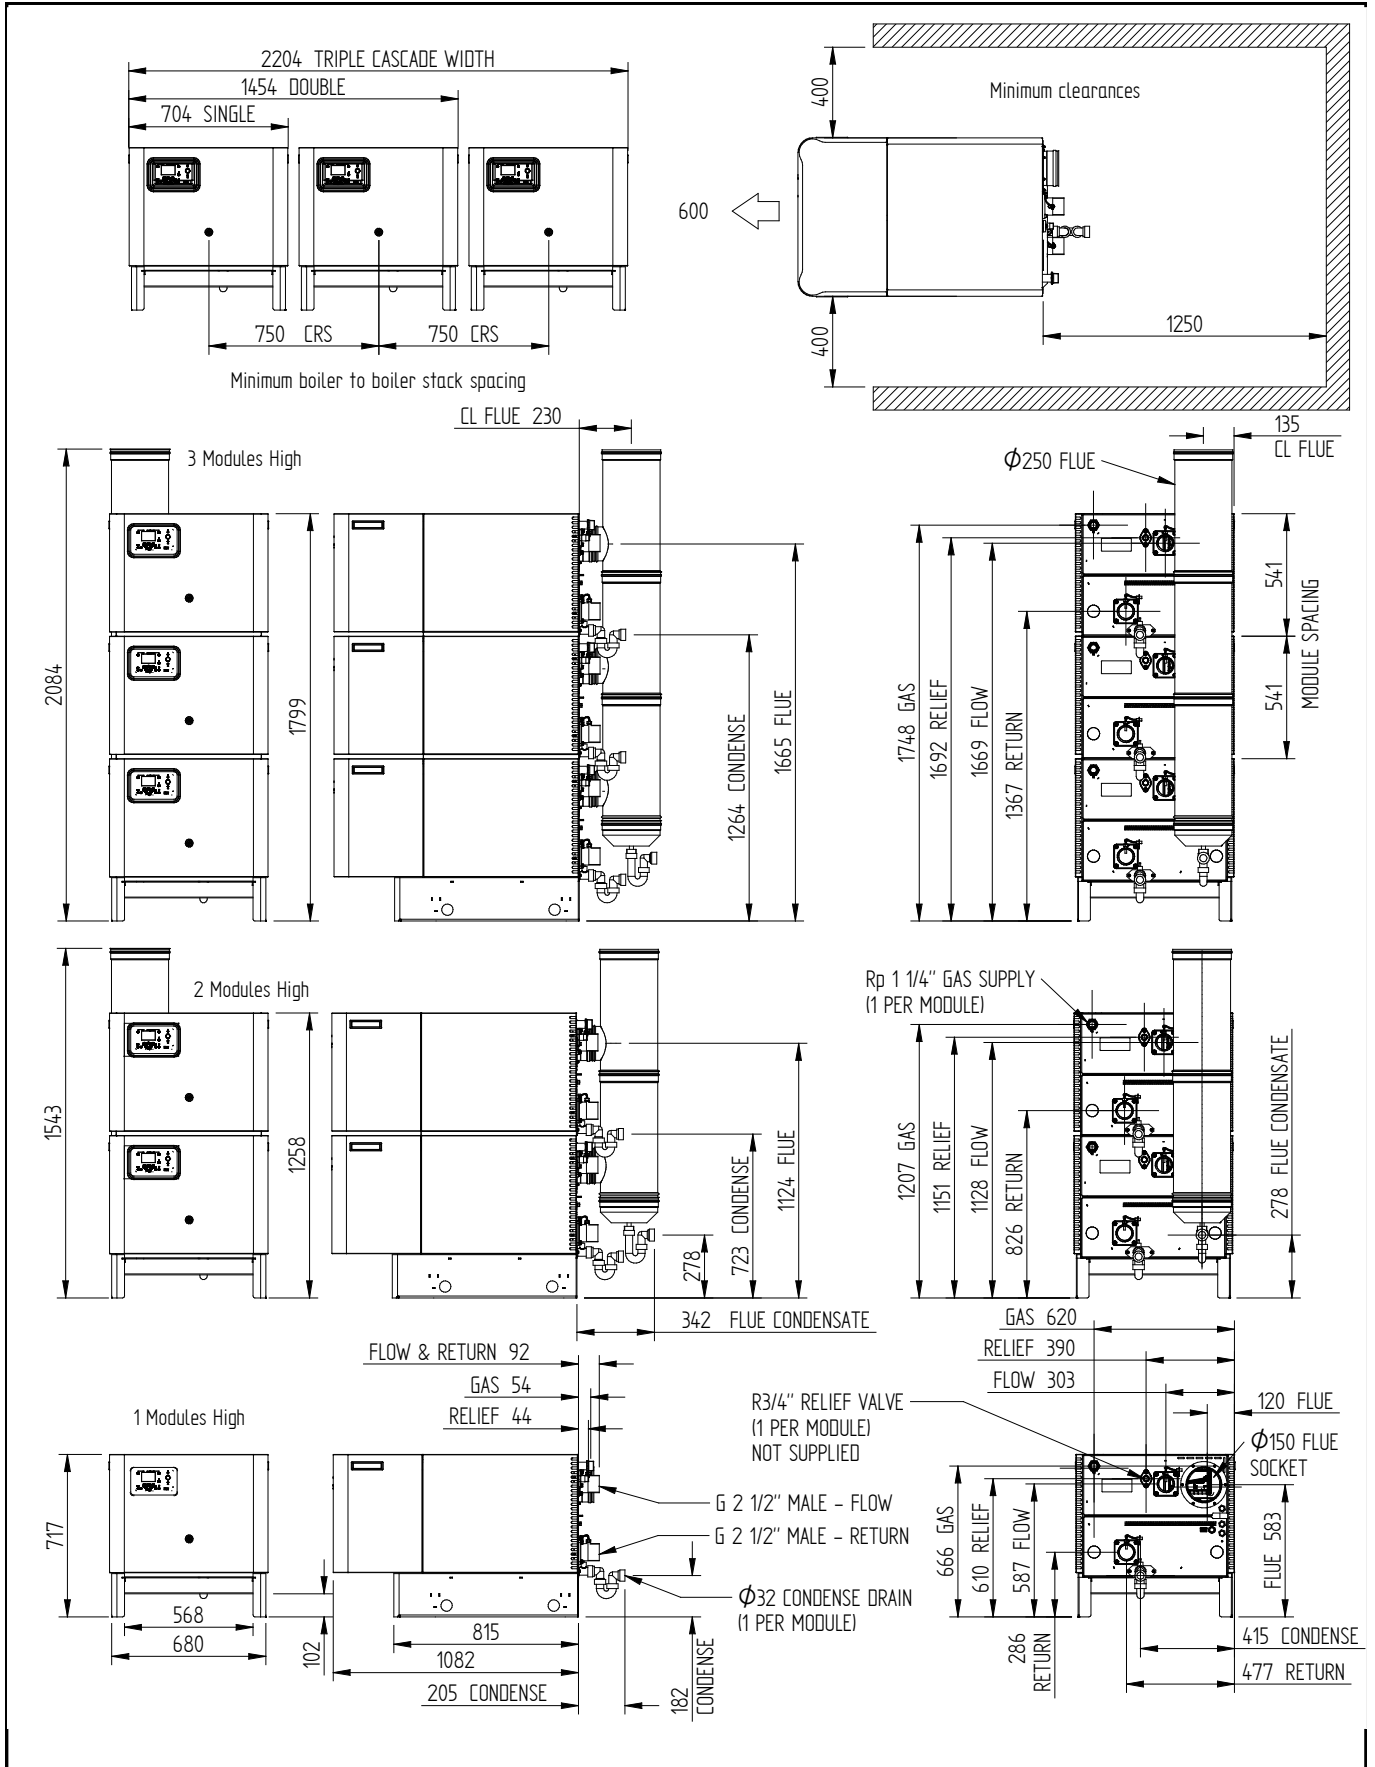 2204 TRIPLE CASCADE WIDTH
1454 DOUBLE
704 SINGLE
750 CRS
750 CRS
Minimum boiler to boiler stack spacing
Minimum clearances
400
600
400
1250
CL FLUE 230
135
CL FLUE
3 Modules High
Φ250 FLUE
2084
1799
1264 CONDENSE
1665 FLUE
1748 GAS
1692 RELIEF
1669 FLOW
1367 RETURN
541
541
MODULE SPACING
2 Modules High
Rp 1 1/4" GAS SUPPLY
(1 PER MODULE)
1543
1258
278
723 CONDENSE
1124 FLUE
342 FLUE CONDENSATE
1207 GAS
1151 RELIEF
1128 FLOW
826 RETURN
278 FLUE CONDENSATE
FLOW & RETURN 92
GAS 54
RELIEF 44
1 Modules High
R3/4" RELIEF VALVE
(1 PER MODULE)
NOT SUPPLIED
GAS 620
RELIEF 390
FLOW 303
120 FLUE
Φ150 FLUE
SOCKET
G 2 1/2" MALE – FLOW
G 2 1/2" MALE – RETURN
Φ32 CONDENSE DRAIN
(1 PER MODULE)
717
568
680
102
815
1082
205 CONDENSE
182
CONDENSE
666 GAS
610 RELIEF
587 FLOW
286
RETURN
FLUE 583
415 CONDENSE
477 RETURN